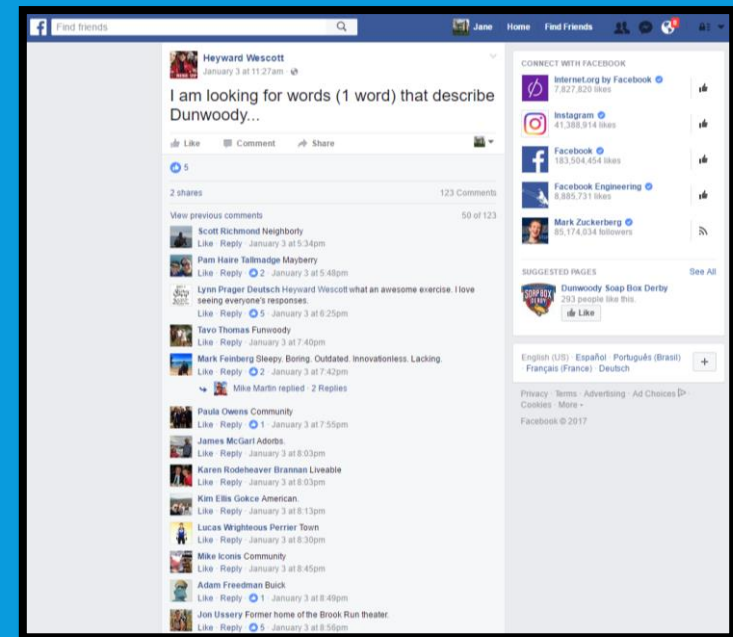 Find friends
Jane Home Find Friends
Heyward Wescott
January 3 at 11:27am
I am looking for words (1 word) that describe
Dunwoody...
Like Comment Share
5
2 shares 123 Comments
View previous comments 50 of 123
Scott Richmond Neighborly
Like · Reply · January 3 at 5:34pm
Pam Haire Tallmadge Mayberry
Like · Reply · 2 · January 3 at 5:48pm
Lynn Prager Deutsch Heyward Wescott what an awesome exercise. I love
seeing everyone's responses.
Like · Reply · 5 · January 3 at 6:25pm
Tavo Thomas Funwoody
Like · Reply · January 3 at 7:40pm
Mark Feinberg Sleepy. Boring. Outdated. Innovationless. Lacking.
Like · Reply · 2 · January 3 at 7:42pm
Mike Martin replied · 2 Replies
Paula Owens Community
Like · Reply · 1 · January 3 at 7:55pm
James McGarl Adorbs.
Like · Reply · January 3 at 8:03pm
Karen Rodeheaver Brannan Liveable
Like · Reply · January 3 at 8:03pm
Kim Ellis Gokce American.
Like · Reply · January 3 at 8:13pm
Lucas Wrighteous Perrier Town
Like · Reply · January 3 at 8:30pm
Mike Iconis Community
Like · Reply · January 3 at 8:45pm
Adam Freedman Buick
Like · Reply · 1 · January 3 at 8:49pm
Jon Ussery Former home of the Brook Run theater.
Like · Reply · 5 · January 3 at 8:56pm
CONNECT WITH FACEBOOK
Internet.org by Facebook
7,827,820 likes
Instagram
41,388,914 likes
Facebook
183,504,454 likes
Facebook Engineering
8,885,731 likes
Mark Zuckerberg
85,174,034 followers
SUGGESTED PAGES See All
SOAP BOX
DERBY
Dunwoody Soap Box Derby
293 people like this.
Like
English (US) · Español · Português (Brasil)
· Français (France) · Deutsch
Privacy · Terms · Advertising · Ad Choices
Cookies · More
Facebook © 2017